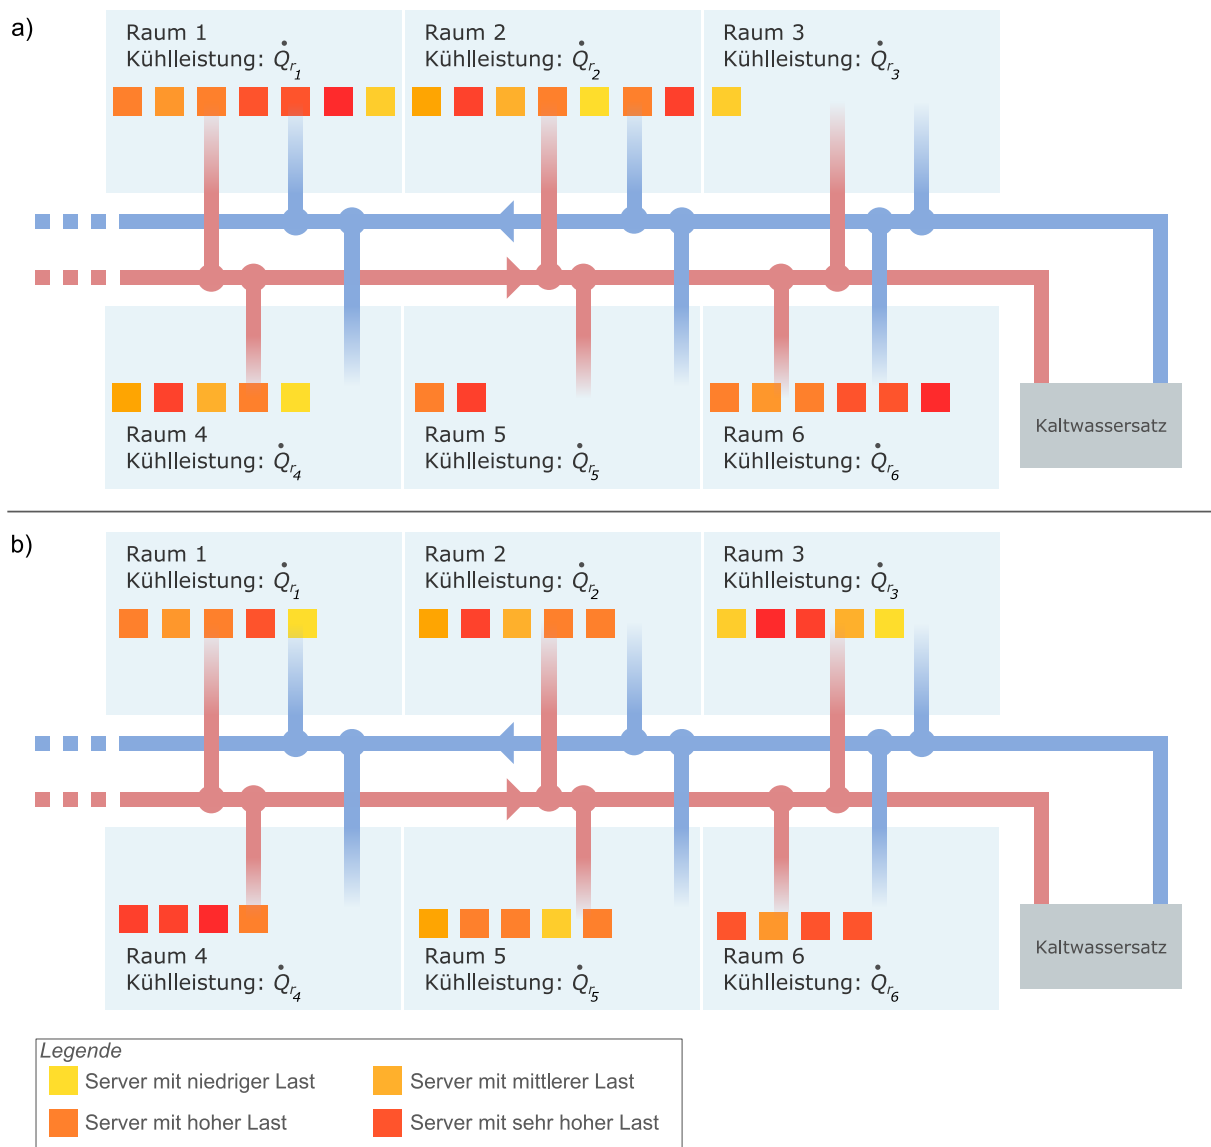 a)
Raum 1
Kühlleistung: Q̇r1
Raum 2
Kühlleistung: Q̇r2
Raum 3
Kühlleistung: Q̇r3
Raum 4
Kühlleistung: Q̇r4
Raum 5
Kühlleistung: Q̇r5
Raum 6
Kühlleistung: Q̇r6
Kaltwassersatz
b)
Raum 1
Kühlleistung: Q̇r1
Raum 2
Kühlleistung: Q̇r2
Raum 3
Kühlleistung: Q̇r3
Raum 4
Kühlleistung: Q̇r4
Raum 5
Kühlleistung: Q̇r5
Raum 6
Kühlleistung: Q̇r6
Kaltwassersatz
Legende
Server mit niedriger Last
Server mit mittlerer Last
Server mit hoher Last
Server mit sehr hoher Last